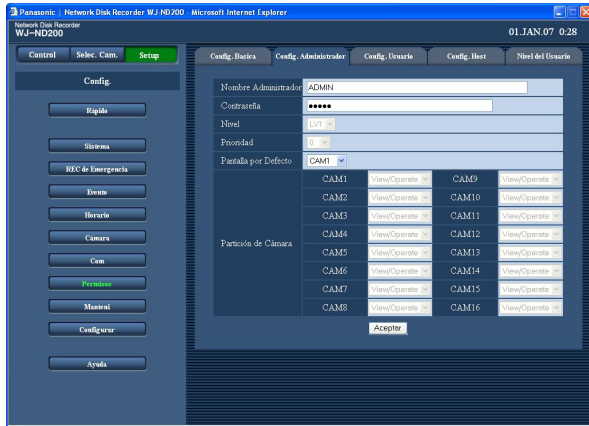 Panasonic | Network Disk Recorder WJ-ND200 - Microsoft Internet Explorer
Network Disk Recorder
WJ-ND200
01.JAN.07 0:28
Control Selec. Cam. Setup
Config. Basica Config. Administrador Config. Usuario Config. Host Nivel del Usuario
Config.
Rápido
Sistema
REC de Emergencia
Evento
Horario
Cámara
Com
Permisos
Manteni
Configurar
Ayuda
Nombre Administrador ADMIN
Contraseña •••••
Nivel LV1
Prioridad 0
Pantalla por Defecto CAM1
Partición de Cámara
CAM1 View/Operate CAM9 View/Operate
CAM2 View/Operate CAM10 View/Operate
CAM3 View/Operate CAM11 View/Operate
CAM4 View/Operate CAM12 View/Operate
CAM5 View/Operate CAM13 View/Operate
CAM6 View/Operate CAM14 View/Operate
CAM7 View/Operate CAM15 View/Operate
CAM8 View/Operate CAM16 View/Operate
Aceptar